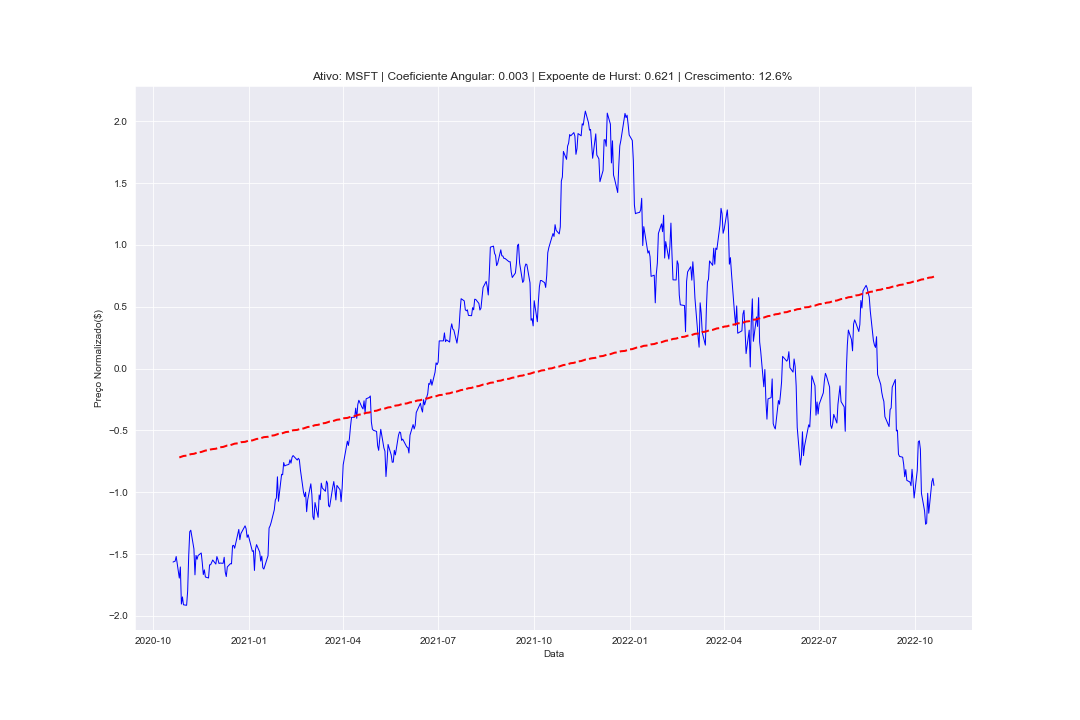 Ativo: MSFT | Coeficiente Angular: 0.003 | Expoente de Hurst: 0.621 | Crescimento: 12.6%
Preço Normalizado($)
2.0
1.5
1.0
0.5
0.0
−0.5
−1.0
−1.5
−2.0
2020-10 2021-01 2021-04 2021-07 2021-10 2022-01 2022-04 2022-07 2022-10
Data